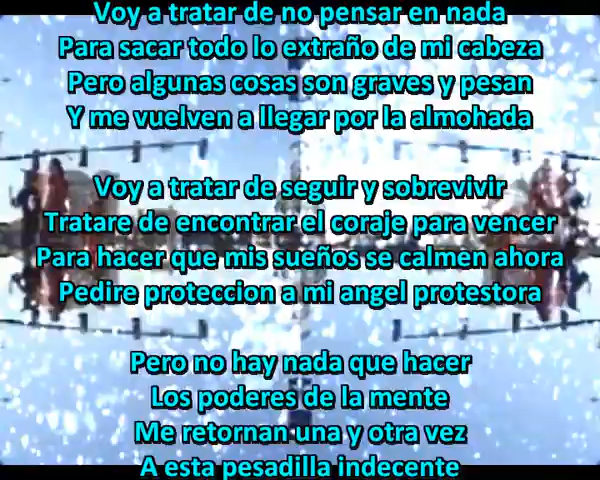 Voy a tratar de no pensar en nada
Para sacar todo lo extraño de mi cabeza
Pero algunas cosas son graves y pesan
Y me vuelven a llegar por la almohada
Voy a tratar de seguir y sobrevivir
Tratare de encontrar el coraje para vencer
Para hacer que mis sueños se calmen ahora
Pedire proteccion a mi angel protestora
Pero no hay nada que hacer
Los poderes de la mente
Me retornan una y otra vez
A esta pesadilla indecente